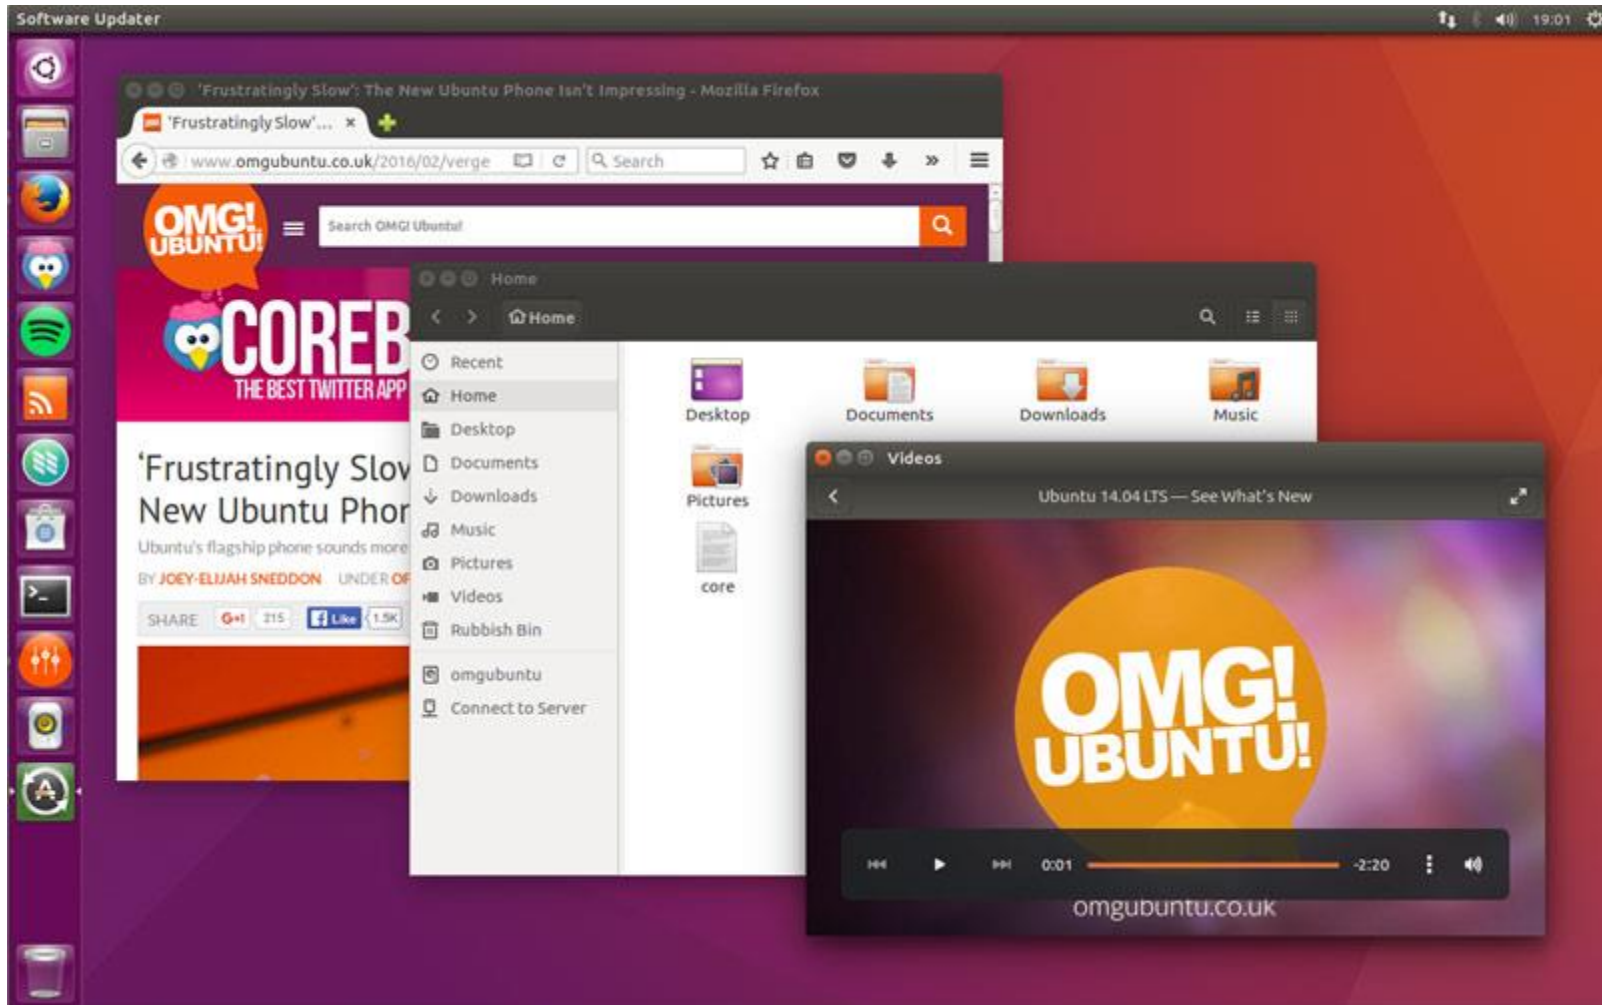 Software Updater
19:01
'Frustratingly Slow': The New Ubuntu Phone Isn't Impressing - Mozilla Firefox
'Frustratingly Slow'...
www.omgubuntu.co.uk/2016/02/verge
Search
OMG!
UBUNTU!
Search OMG! Ubuntu!
COREB
THE BEST TWITTER APP
'Frustratingly Slow
New Ubuntu Phon
Ubuntu's flagship phone sounds more
BY JOEY-ELIJAH SNEDDON UNDER OF
SHARE G+1 215 Like 1.5K
Home
Home
Recent
Home
Desktop
Documents
Downloads
Music
Pictures
Videos
Rubbish Bin
omgubuntu
Connect to Server
Desktop
Documents
Downloads
Music
Pictures
core
Videos
Ubuntu 14.04 LTS — See What's New
OMG!
UBUNTU!
0:01
-2:20
omgubuntu.co.uk